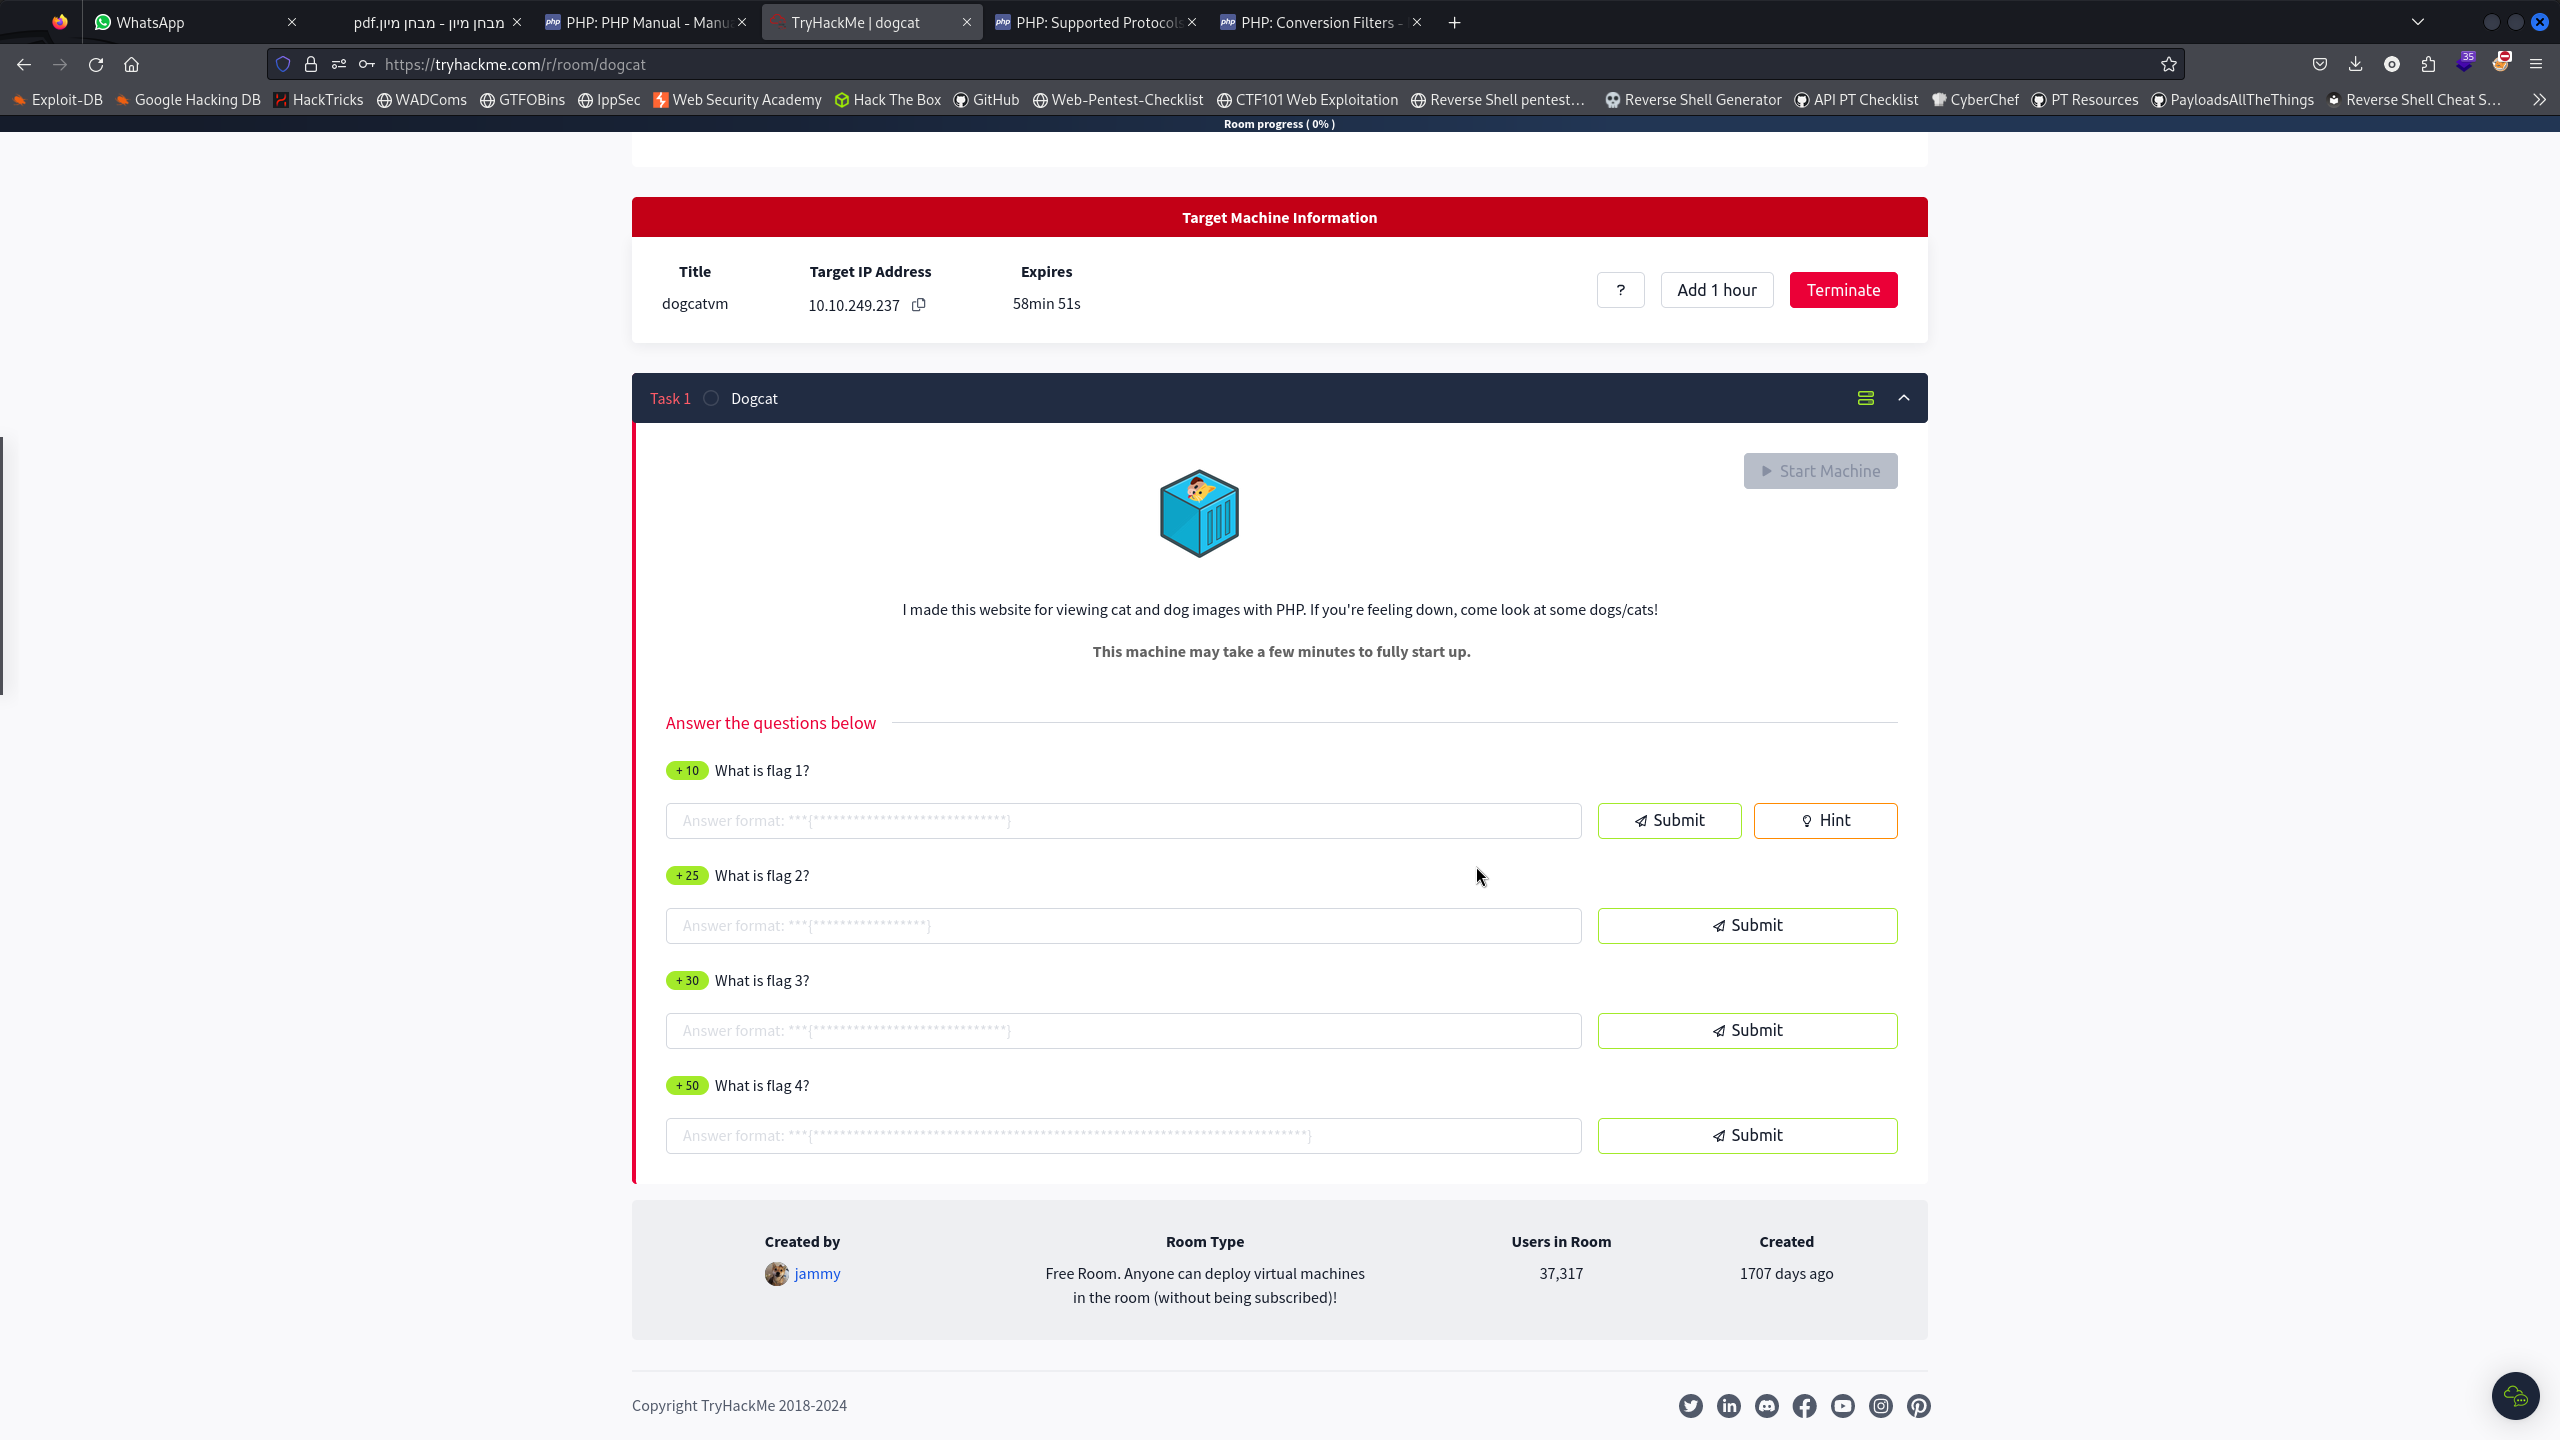 WhatsApp
מבחן מיון - מבחן מיון.pdf
PHP: PHP Manual - Manu
TryHackMe | dogcat
PHP: Supported Protocols
PHP: Conversion Filters -
https://tryhackme.com/r/room/dogcat
35
Exploit-DB
Google Hacking DB
HackTricks
WADComs
GTFOBins
IppSec
Web Security Academy
Hack The Box
GitHub
Web-Pentest-Checklist
CTF101 Web Exploitation
Reverse Shell pentest…
Reverse Shell Generator
API PT Checklist
CyberChef
PT Resources
PayloadsAllTheThings
Reverse Shell Cheat S…
Room progress ( 0% )
Target Machine Information
Title
Target IP Address
Expires
dogcatvm
10.10.249.237
58min 51s
?
Add 1 hour
Terminate
Task 1
Dogcat
Start Machine
I made this website for viewing cat and dog images with PHP. If you're feeling down, come look at some dogs/cats!
This machine may take a few minutes to fully start up.
Answer the questions below
+ 10 What is flag 1?
Answer format: ***{*****************************}
Submit
Hint
+ 25 What is flag 2?
Answer format: ***{*****************}
Submit
+ 30 What is flag 3?
Answer format: ***{*****************************}
Submit
+ 50 What is flag 4?
Answer format: ***{**************************************************************************}
Submit
Created by
jammy
Room Type
Free Room. Anyone can deploy virtual machines
in the room (without being subscribed)!
Users in Room
37,317
Created
1707 days ago
Copyright TryHackMe 2018-2024